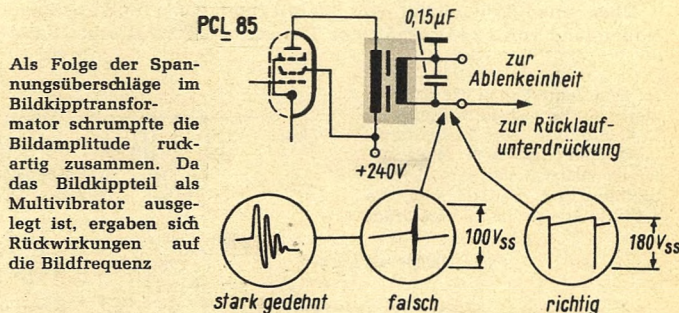 Als Folge der Span-
nungsüberschläge im
Bildkipptransfor-
mator schrumpfte die
Bildamplitude ruck-
artig zusammen. Da
das Bildkippteil als
Multivibrator ausge-
legt ist, ergaben sich
Rückwirkungen auf
die Bildfrequenz
PCL 85
0,15µF
zur
Ablenkeinheit
zur Rücklauf-
unterdrückung
+240V
100Vss
180Vss
stark gedehnt
falsch
richtig